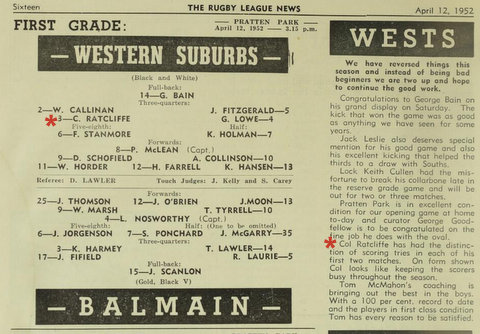 Sixteen THE RUGBY LEAGUE NEWS April 12, 1952
FIRST GRADE:
PRATTEN PARK
April 12, 1952 — 3.15 p.m.
— WESTERN SUBURBS —
(Black and White)
Full-back:
14—G. BAIN
Three-quarters:
2—W. CALLINAN J. FITZGERALD—5
*3—C. RATCLIFFE G. LOWE—4
Five-eighth: Half:
6—F. STANMORE K. HOLMAN—7
Forwards:
8—P. McLEAN (Capt.)
9—D. SCHOFIELD A. COLLINSON—10
11—W. HORDER 12—H. FARRELL K. HANSEN—13
Referee: D. LAWLER Touch Judges: J. Kelly and S. Carey
Forwards:
25—J. THOMSON 12—J. O'BRIEN J.MOON—13
9—W. MARSH T. TYRRELL—10
4—L. NOSWORTHY (Capt.)
Five-eighth: Half: (One to be omitted)
6—J. JORGENSON 7—S. PONCHARD J. McGARRY—35
Three-quarters:
3—K. HARMEY T. LAWLER—14
17—J. FIFIELD R. LAURIE—5
Full-back:
15—J. SCANLON
(Gold, Black V)
— BALMAIN —
WESTS
We have reversed things this
season and instead of being bad
beginners we are two up and hope
to continue the good work.
Congratulations to George Bain on
his grand display on Saturday. The
kick that won the game was as good
as anything we have seen for some
years.
Jack Leslie also deserves special
mention for his good game and also
his excellent kicking that helped the
thirds to a draw with Souths.
Lock Keith Cullen had the mis-
fortune to break his collarbone late in
the reserve grade game and will be
out for two or three matches.
Pratten Park is in excellent con-
dition for our opening game at home
to-day and curator George Good-
fellow is to be congratulated on the
fine job he does with the oval.
*Col Ratcliffe has had the distinc-
tion of scoring tries in each of his
first two matches. On form shown
Col looks like keeping the scorers
busy throughout the season.
Tom McMahon's coaching is
bringing out the best in the boys.
With a 100 per cent. record to date
and the players in first class condition
Tom has every reason to be satisfied.